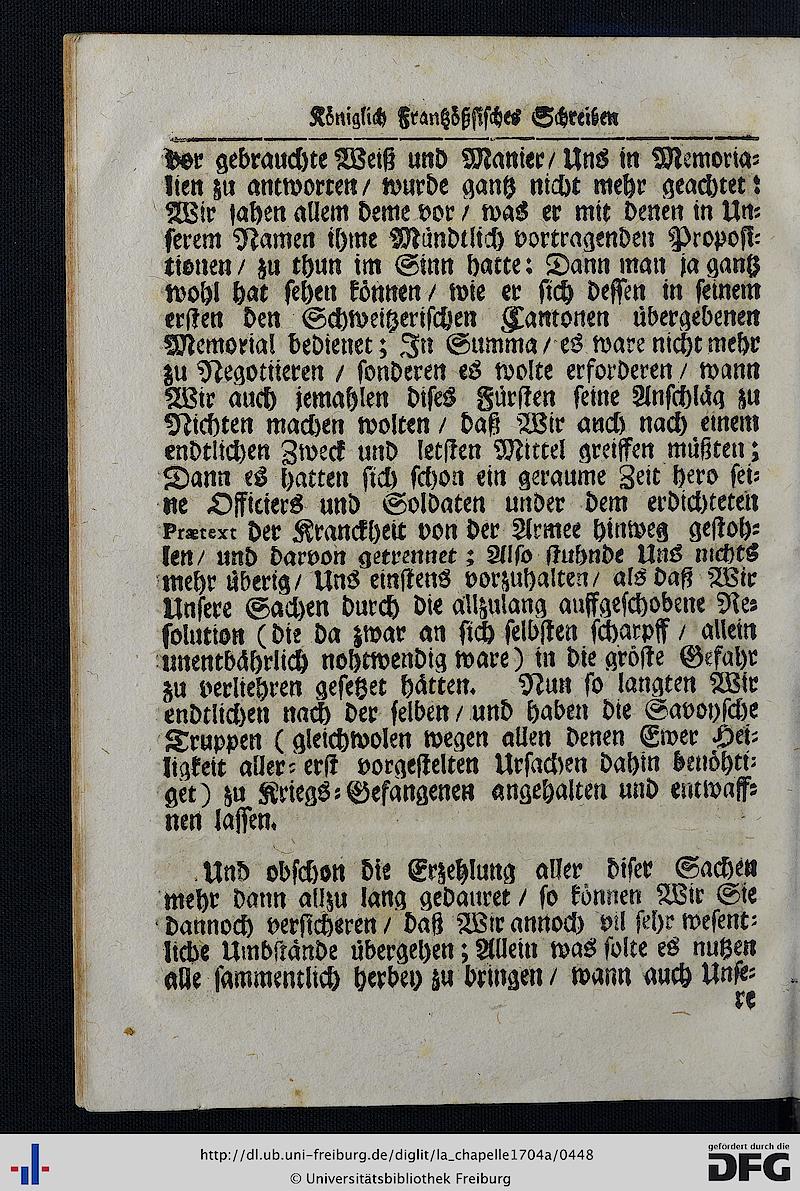 Königlich Frantzößsisches Schreiben
vor gebrauchte Weiß und Manier / Uns in Memoria-
lien zu antworten / wurde gantz nicht mehr geachtet:
Wir sahen allem deme vor / was er mit denen in Un-
serem Namen ihme Mündtlich vortragenden Proposi-
tionen / zu thun im Sinn hatte: Dann man ja gantz
wohl hat sehen können / wie er sich dessen in seinem
ersten den Schweitzerischen Cantonen übergebenen
Memorial bedienet; In Summa / es ware nicht mehr
zu Negotiieren / sonderen es wolte erforderen / wann
Wir auch jemahlen dises Fürsten seine Anschläg zu
Nichten machen wolten / daß Wir auch nach einem
endtlichen Zweck und letsten Mittel greiffen müßten;
Dann es hatten sich schon ein geraume Zeit hero sei-
ne Officiers und Soldaten under dem erdichteten
Prætext der Kranckheit von der Armee hinweg gestoh-
len / und darvon getrennet; Also stuhnde Uns nichts
mehr überig / Uns einstens vorzuhalten / als daß Wir
Unsere Sachen durch die allzulang auffgeschobene Re-
solution (die da zwar an sich selbsten scharpff / allein
unentbährlich nohtwendig ware) in die gröste Gefahr
zu verliehren gesetzet hätten. Nun so langten Wir
endtlichen nach der selben / und haben die Savoysche
Truppen (gleichwolen wegen allen denen Ewer Hei-
ligkeit aller-erst vorgestelten Ursachen dahin benöhti-
get) zu Kriegs-Gefangenen angehalten und entwaff-
nen lassen.
Und obschon die Erzehlung aller diser Sachen
mehr dann allzu lang gedauret / so können Wir Sie
dannoch versicheren / daß Wir annoch vil sehr wesent-
liche Umbstände übergehen; Allein was solte es nutzen
alle sammentlich herbey zu bringen / wann auch Unse-
re
http://dl.ub.uni-freiburg.de/diglit/la_chapelle1704a/0448
© Universitätsbibliothek Freiburg
gefördert durch die
DFG